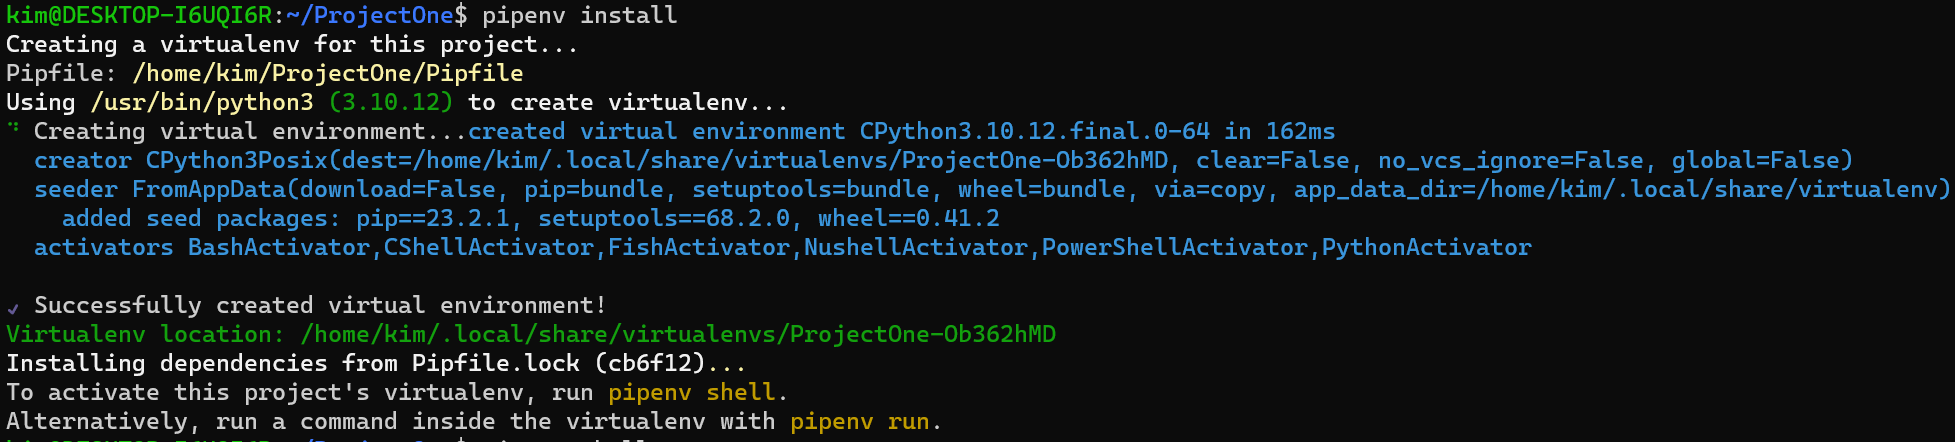 kim@DESKTOP-I6UQI6R:~/ProjectOne$ pipenv install
Creating a virtualenv for this project...
Pipfile: /home/kim/ProjectOne/Pipfile
Using /usr/bin/python3 (3.10.12) to create virtualenv...
⠙ Creating virtual environment...created virtual environment CPython3.10.12.final.0-64 in 162ms
  creator CPython3Posix(dest=/home/kim/.local/share/virtualenvs/ProjectOne-Ob362hMD, clear=False, no_vcs_ignore=False, global=False)
  seeder FromAppData(download=False, pip=bundle, setuptools=bundle, wheel=bundle, via=copy, app_data_dir=/home/kim/.local/share/virtualenv)
    added seed packages: pip==23.2.1, setuptools==68.2.0, wheel==0.41.2
  activators BashActivator,CShellActivator,FishActivator,NushellActivator,PowerShellActivator,PythonActivator
✔ Successfully created virtual environment!
Virtualenv location: /home/kim/.local/share/virtualenvs/ProjectOne-Ob362hMD
Installing dependencies from Pipfile.lock (cb6f12)...
To activate this project's virtualenv, run pipenv shell.
Alternatively, run a command inside the virtualenv with pipenv run.